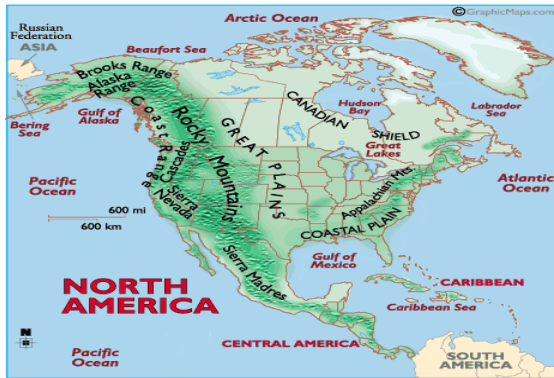 ©GraphicMaps.com
Arctic Ocean
Russian
Federation
ASIA
Beaufort Sea
Brooks Range
Alaska
Range
Bering
Sea
Gulf of
Alaska
Coast Range
Rocky Mountains
Cascades
Sierra
Nevada
GREAT PLAINS
CANADIAN
SHIELD
Hudson
Bay
Labrador
Sea
Great
Lakes
Appalachian Mts.
COASTAL PLAIN
Atlantic
Ocean
Pacific
Ocean
600 mi
600 km
Sierra Madres
Gulf of
Mexico
NORTH
AMERICA
CARIBBEAN
Caribbean Sea
N
CENTRAL AMERICA
Pacific
Ocean
SOUTH
AMERICA